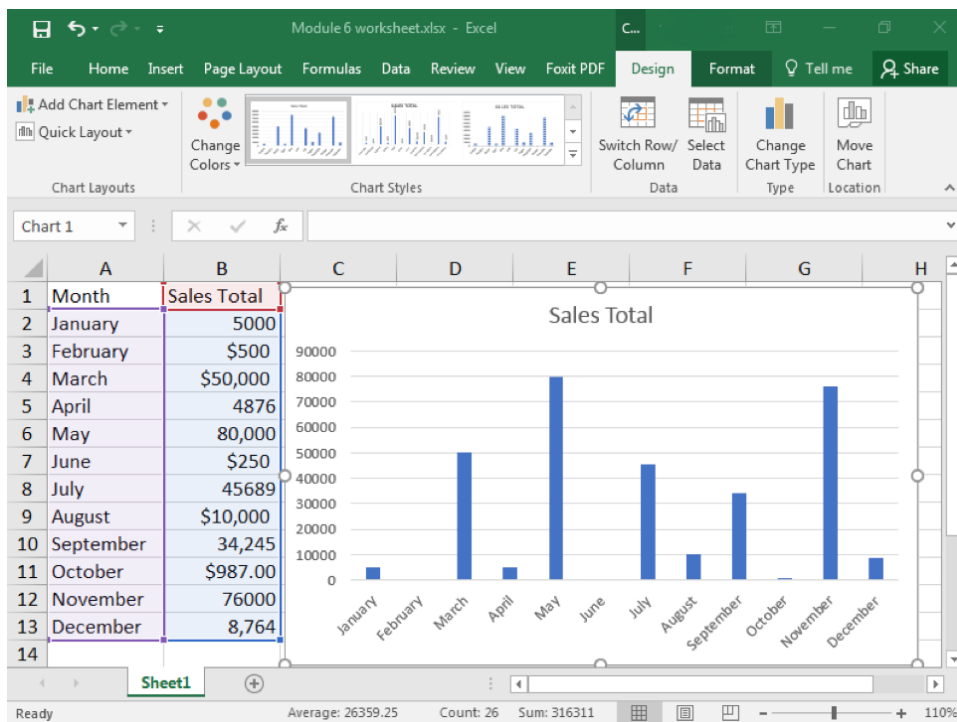 Module 6 worksheet.xlsx - Excel C...
File Home Insert Page Layout Formulas Data Review View Foxit PDF Design Format Tell me Share
Add Chart Element
Quick Layout
Change Colors
Switch Row/ Column
Select Data
Change Chart Type
Move Chart
Chart Layouts Chart Styles Data Type Location
Chart 1 fx
A B C D E F G H
1 Month Sales Total
2 January 5000
3 February $500
4 March $50,000
5 April 4876
6 May 80,000
7 June $250
8 July 45689
9 August $10,000
10 September 34,245
11 October $987.00
12 November 76000
13 December 8,764
14
Sales Total
90000
80000
70000
60000
50000
40000
30000
20000
10000
0
January February March April May June July August September October November December
Sheet1
Ready Average: 26359.25 Count: 26 Sum: 316311 110%